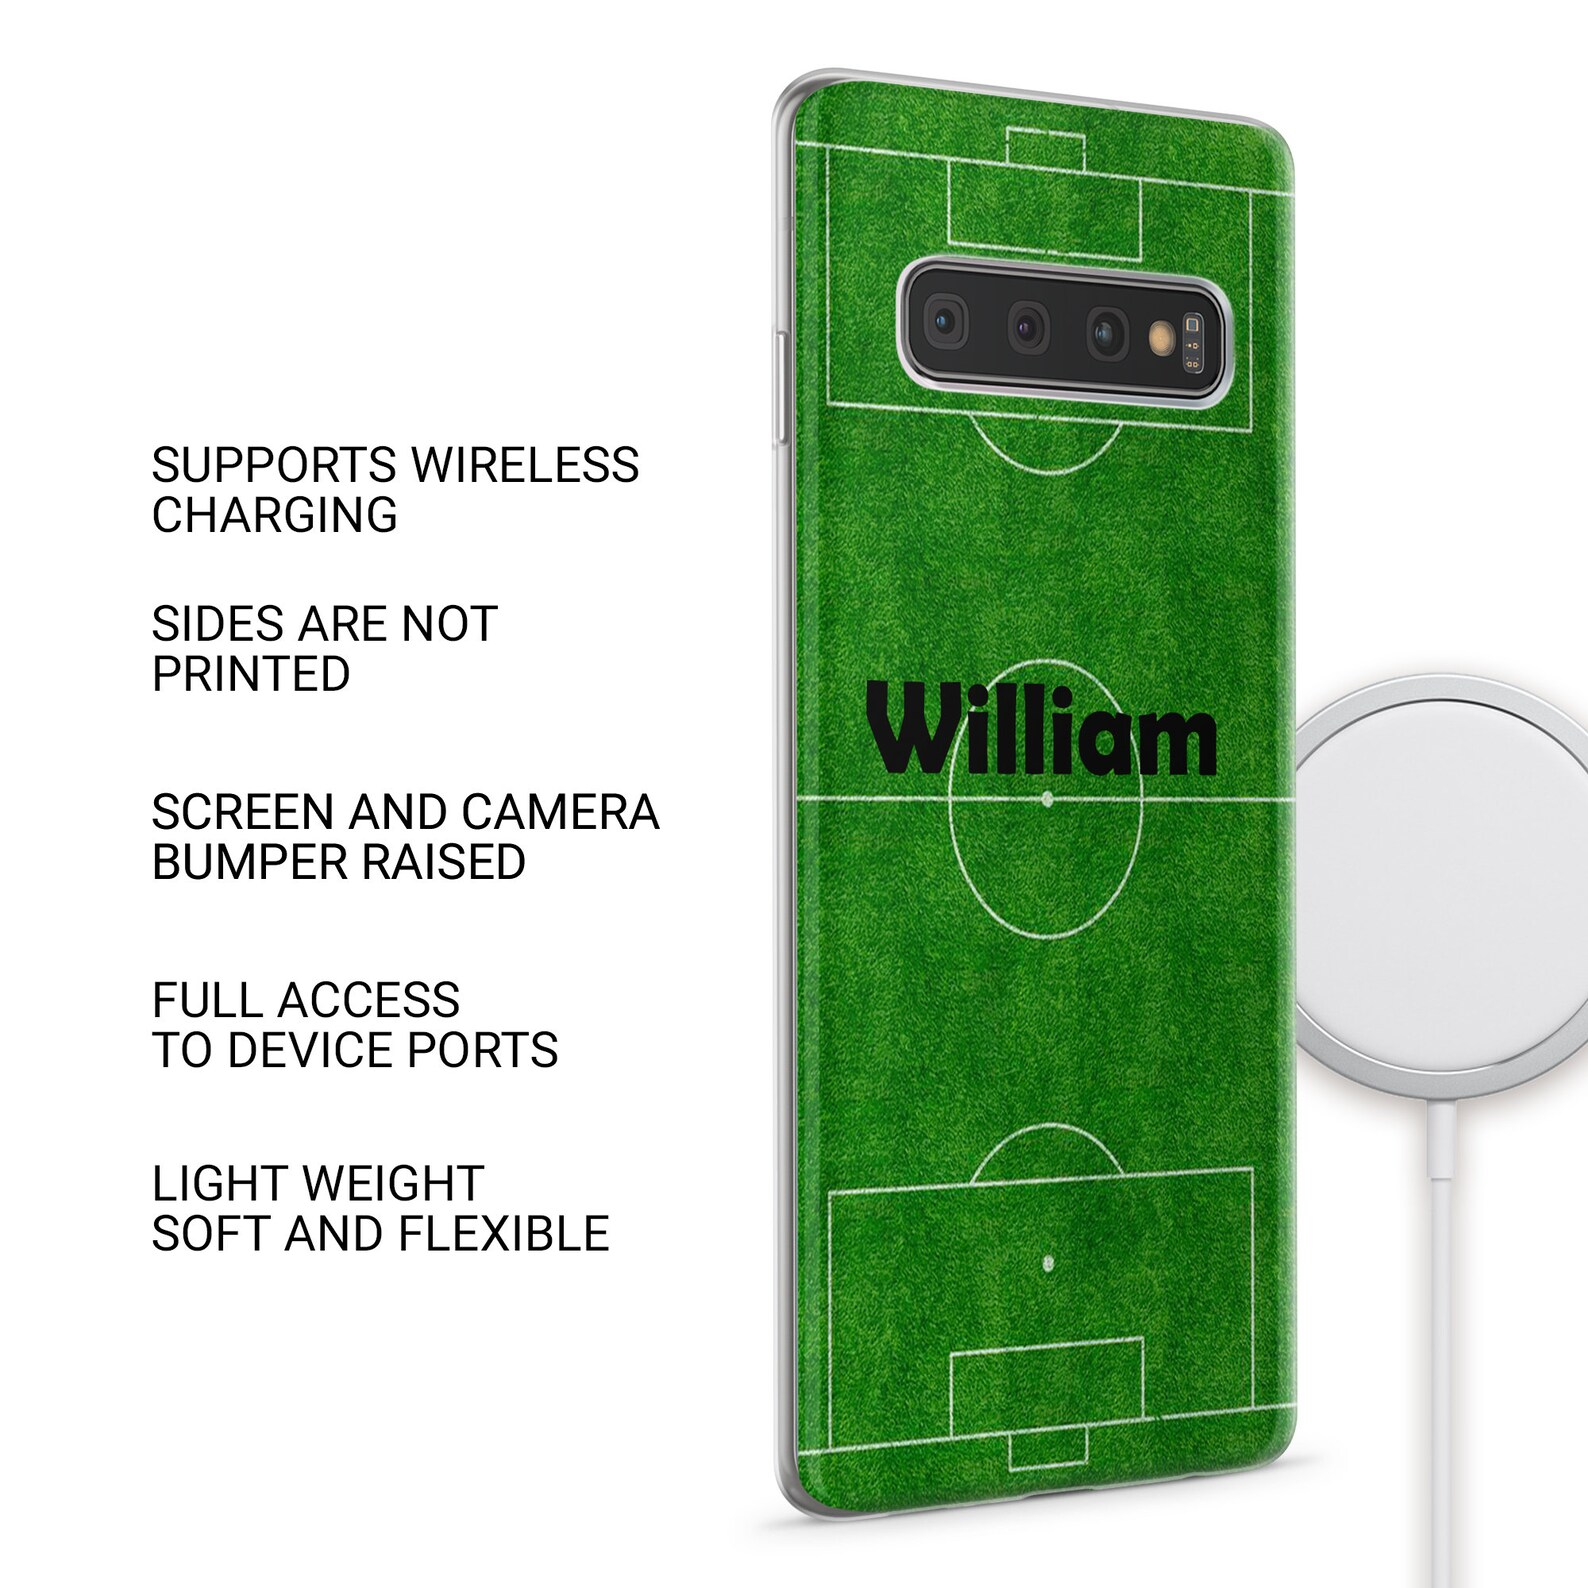 SUPPORTS WIRELESS
CHARGING
SIDES ARE NOT
PRINTED
SCREEN AND CAMERA
BUMPER RAISED
FULL ACCESS
TO DEVICE PORTS
LIGHT WEIGHT
SOFT AND FLEXIBLE
William